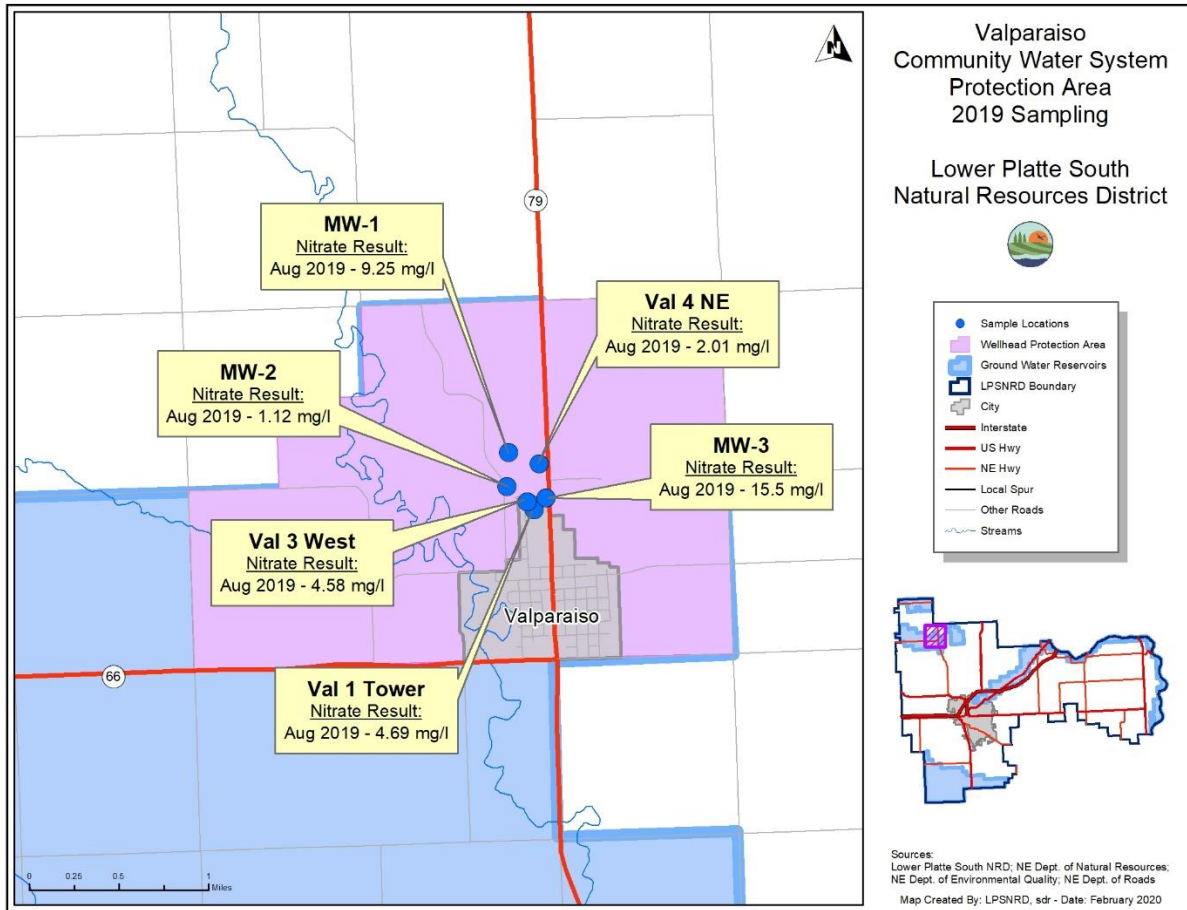 Valparaiso
Community Water System
Protection Area
2019 Sampling
Lower Platte South
Natural Resources District
N
79
MW-1
Nitrate Result:
Aug 2019 - 9.25 mg/l
Val 4 NE
Nitrate Result:
Aug 2019 - 2.01 mg/l
MW-2
Nitrate Result:
Aug 2019 - 1.12 mg/l
MW-3
Nitrate Result:
Aug 2019 - 15.5 mg/l
Val 3 West
Nitrate Result:
Aug 2019 - 4.58 mg/l
Valparaiso
66
Val 1 Tower
Nitrate Result:
Aug 2019 - 4.69 mg/l
0 0.25 0.5 1
Miles
Sample Locations
Wellhead Protection Area
Ground Water Reservoirs
LPSNRD Boundary
City
Interstate
US Hwy
NE Hwy
Local Spur
Other Roads
Streams
Sources:
Lower Platte South NRD; NE Dept. of Natural Resources;
NE Dept. of Environmental Quality; NE Dept. of Roads
Map Created By: LPSNRD, sdr - Date: February 2020